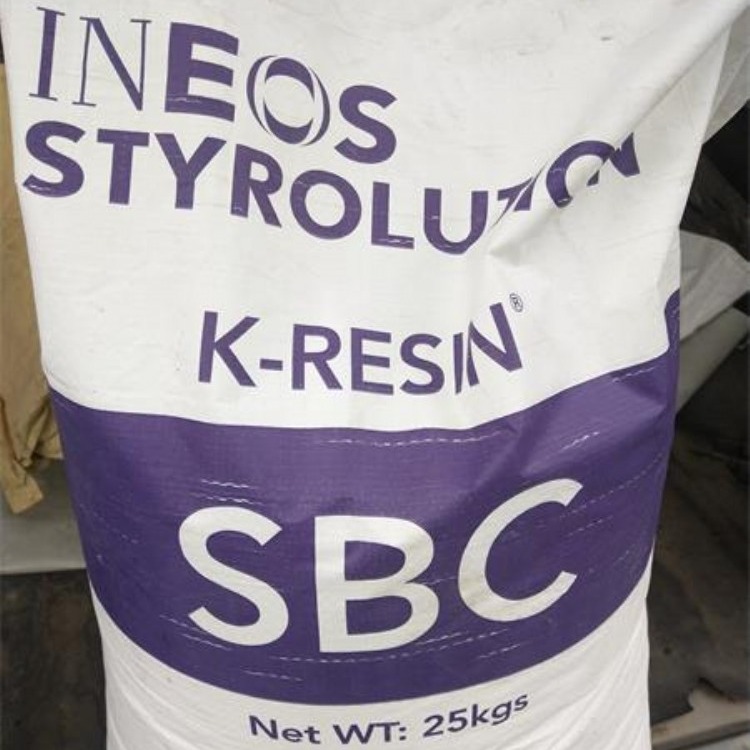 INEOS
STYROLUTION
K-RESIN®
SBC
Net WT: 25kgs